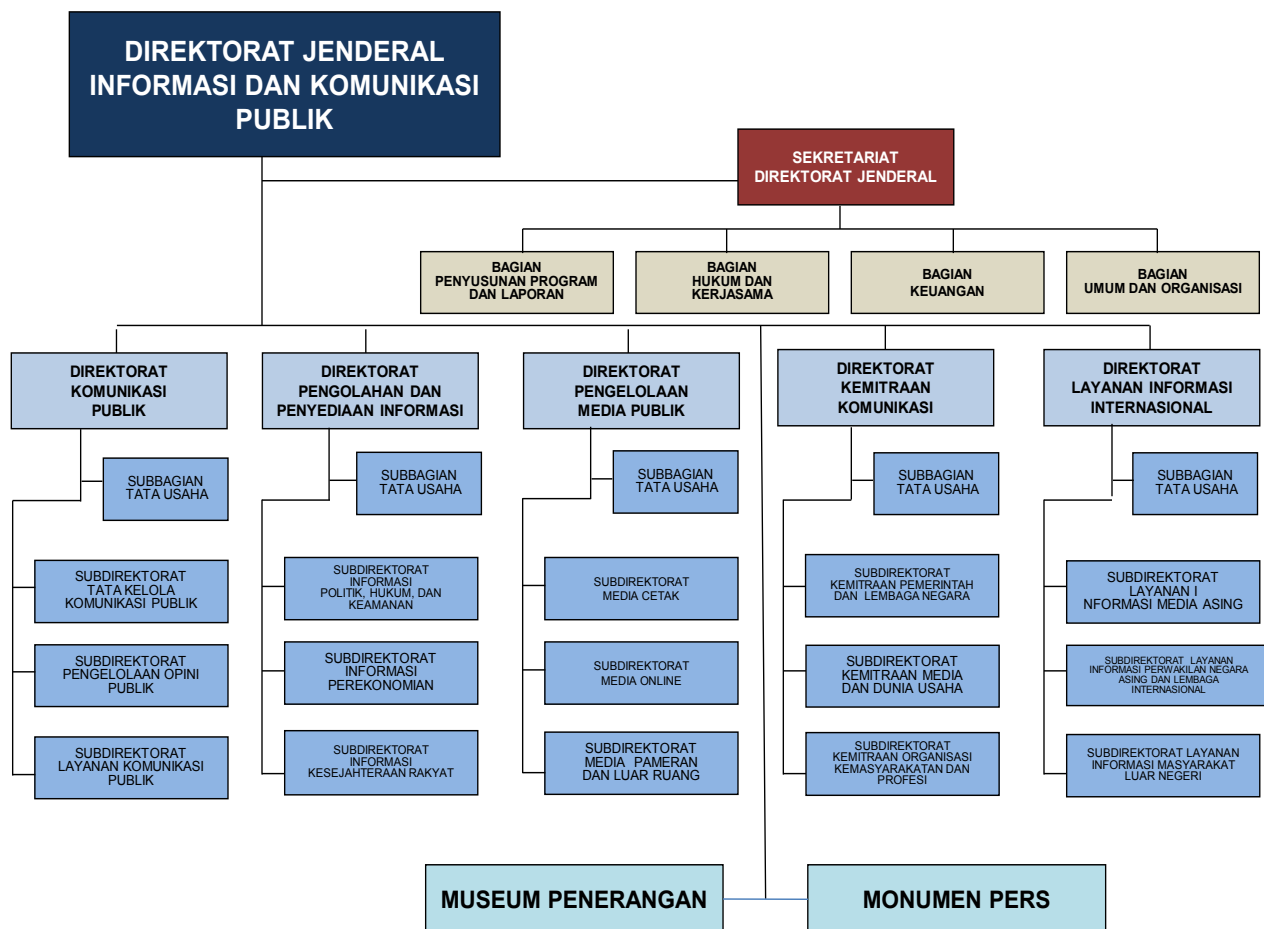 DIREKTORAT JENDERAL
INFORMASI DAN KOMUNIKASI
PUBLIK
SEKRETARIAT
DIREKTORAT JENDERAL
BAGIAN
PENYUSUNAN PROGRAM
DAN LAPORAN
BAGIAN
HUKUM DAN
KERJASAMA
BAGIAN
KEUANGAN
BAGIAN
UMUM DAN ORGANISASI
DIREKTORAT
KOMUNIKASI
PUBLIK
DIREKTORAT
PENGOLAHAN DAN
PENYEDIAAN INFORMASI
DIREKTORAT
PENGELOLAAN
MEDIA PUBLIK
DIREKTORAT
KEMITRAAN
KOMUNIKASI
DIREKTORAT
LAYANAN INFORMASI
INTERNASIONAL
SUBBAGIAN
TATA USAHA
SUBBAGIAN
TATA USAHA
SUBBAGIAN
TATA USAHA
SUBBAGIAN
TATA USAHA
SUBBAGIAN
TATA USAHA
SUBDIREKTORAT
TATA KELOLA
KOMUNIKASI PUBLIK
SUBDIREKTORAT
INFORMASI
POLITIK, HUKUM, DAN
KEAMANAN
SUBDIREKTORAT
MEDIA CETAK
SUBDIREKTORAT
KEMITRAAN PEMERINTAH
DAN LEMBAGA NEGARA
SUBDIREKTORAT
LAYANAN I
NFORMASI MEDIA ASING
SUBDIREKTORAT
PENGELOLAAN OPINI
PUBLIK
SUBDIREKTORAT
INFORMASI
PEREKONOMIAN
SUBDIREKTORAT
MEDIA ONLINE
SUBDIREKTORAT
KEMITRAAN MEDIA
DAN DUNIA USAHA
SUBDIREKTORAT LAYANAN
INFORMASI PERWAKILAN NEGARA
ASING DAN LEMBAGA
INTERNASIONAL
SUBDIREKTORAT
LAYANAN KOMUNIKASI
PUBLIK
SUBDIREKTORAT
INFORMASI
KESEJAHTERAAN RAKYAT
SUBDIREKTORAT
MEDIA PAMERAN
DAN LUAR RUANG
SUBDIREKTORAT
KEMITRAAN ORGANISASI
KEMASYARAKATAN DAN
PROFESI
SUBDIREKTORAT LAYANAN
INFORMASI MASYARAKAT
LUAR NEGERI
MUSEUM PENERANGAN
MONUMEN PERS